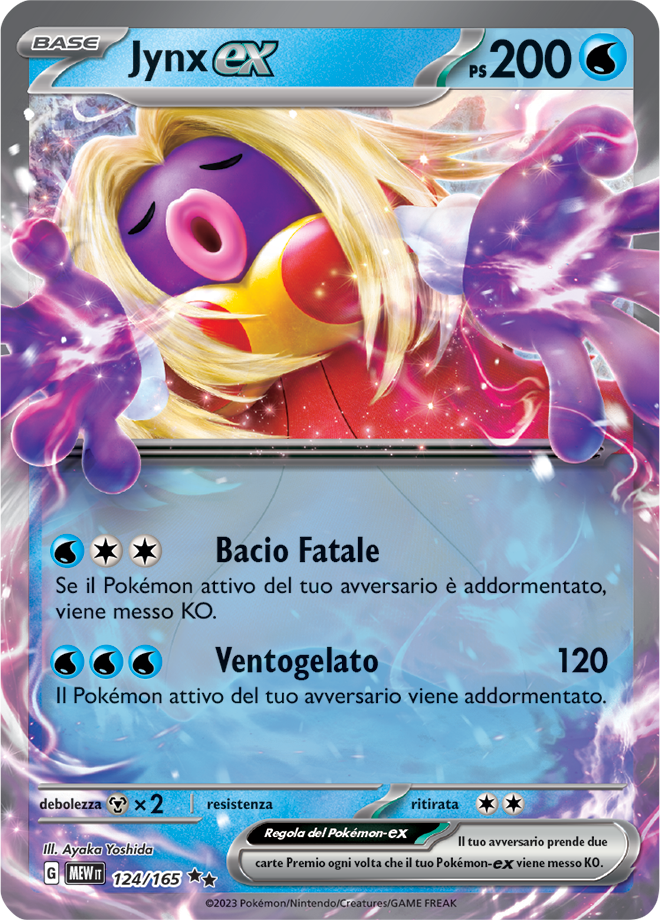 BASE Jynx ex PS 200
Bacio Fatale
Se il Pokémon attivo del tuo avversario è addormentato,
viene messo KO.
Ventogelato 120
Il Pokémon attivo del tuo avversario viene addormentato.
debolezza ×2 resistenza ritirata
Regola del Pokémon-ex Il tuo avversario prende due
carte Premio ogni volta che il tuo Pokémon-ex viene messo KO.
Ill. Ayaka Yoshida
G MEW IT 124/165
©2023 Pokémon/Nintendo/Creatures/GAME FREAK